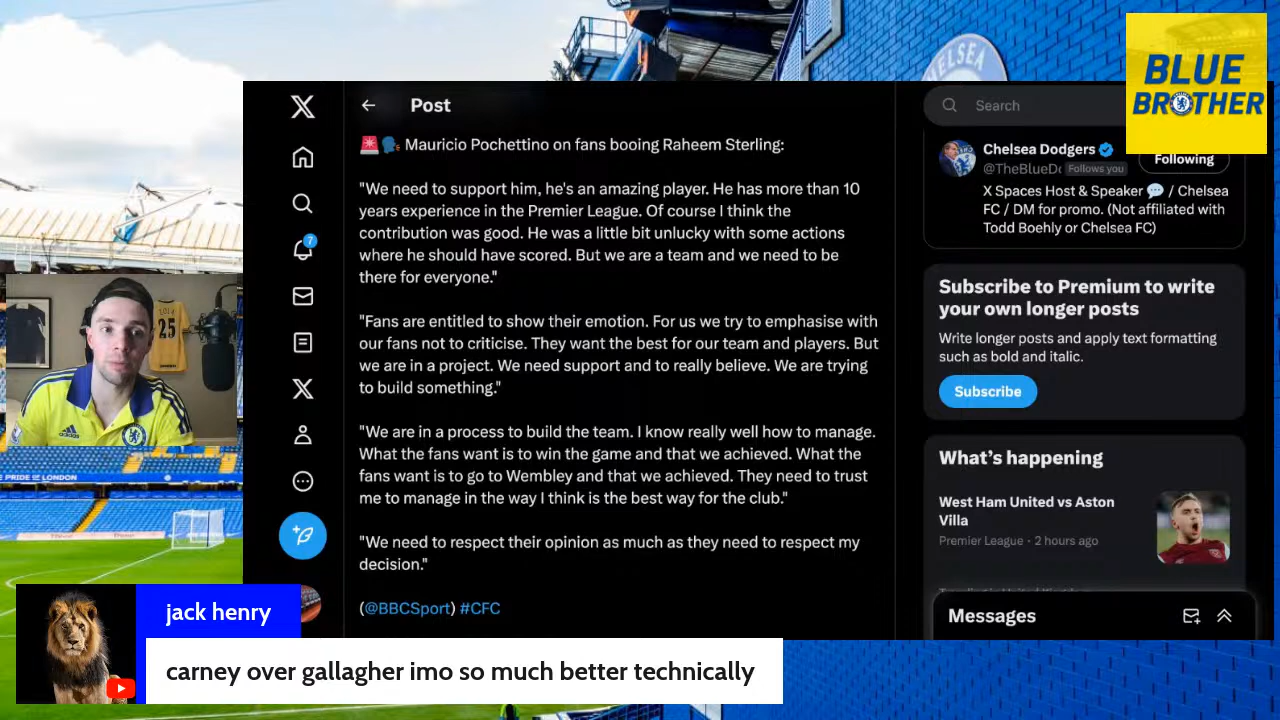 BLUE
BROTHER
CHELSEA
Post
Search
🚨🗣️ Mauricio Pochettino on fans booing Raheem Sterling:
"We need to support him, he's an amazing player. He has more than 10
years experience in the Premier League. Of course I think the
contribution was good. He was a little bit unlucky with some actions
where he should have scored. But we are a team and we need to be
there for everyone."
"Fans are entitled to show their emotion. For us we try to emphasise with
our fans not to criticise. They want the best for our team and players. But
we are in a project. We need support and to really believe. We are trying
to build something."
"We are in a process to build the team. I know really well how to manage.
What the fans want is to win the game and that we achieved. What the
fans want is to go to Wembley and that we achieved. They need to trust
me to manage in the way I think is the best way for the club."
"We need to respect their opinion as much as they need to respect my
decision."
(@BBCSport) #CFC
7
Chelsea Dodgers
@TheBlueDo Follows you
Following
X Spaces Host & Speaker 💬 / Chelsea
FC / DM for promo. (Not affiliated with
Todd Boehly or Chelsea FC)
Subscribe to Premium to write
your own longer posts
Write longer posts and apply text formatting
such as bold and italic.
Subscribe
What's happening
West Ham United vs Aston
Villa
Premier League · 2 hours ago
Messages
ZOLA
25
adidas
PRIDE OF LONDON
jack henry
carney over gallagher imo so much better technically